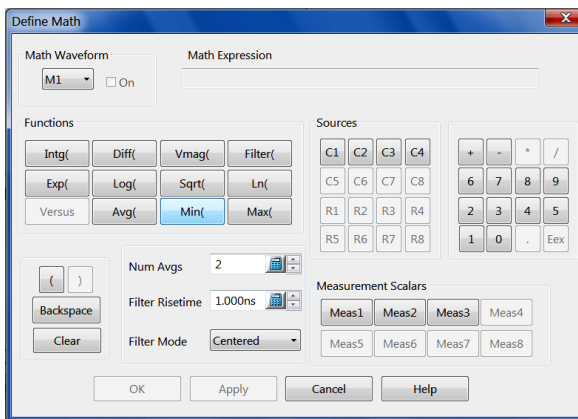 Define Math
Math Waveform
Math Expression
M1
On
Functions
Sources
Intg( Diff( Vmag( Filter(
Exp( Log( Sqrt( Ln(
Versus Avg( Min( Max(
C1 C2 C3 C4
C5 C6 C7 C8
R1 R2 R3 R4
R5 R6 R7 R8
+ - * /
6 7 8 9
2 3 4 5
1 0 . Eex
( )
Backspace
Clear
Num Avgs 2
Filter Risetime 1.000ns
Filter Mode Centered
Measurement Scalars
Meas1 Meas2 Meas3 Meas4
Meas5 Meas6 Meas7 Meas8
OK Apply Cancel Help